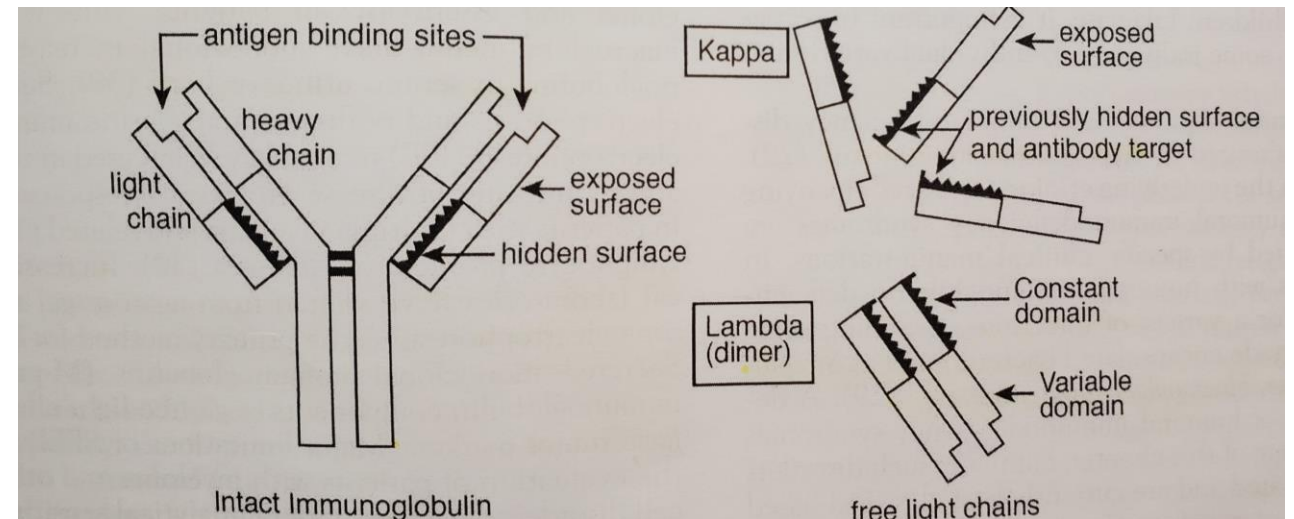 antigen binding sites
heavy
chain
light
chain
exposed
surface
hidden surface
Intact Immunoglobulin
Kappa
exposed
surface
previously hidden surface
and antibody target
Lambda
(dimer)
Constant
domain
Variable
domain
free light chains